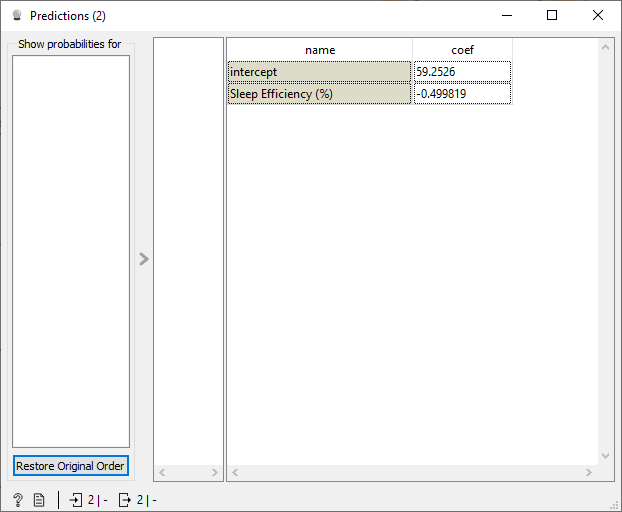 Predictions (2)
Show probabilities for
name coef
intercept 59.2526
Sleep Efficiency (%) -0.499819
Restore Original Order
? 2 | - 2 | -